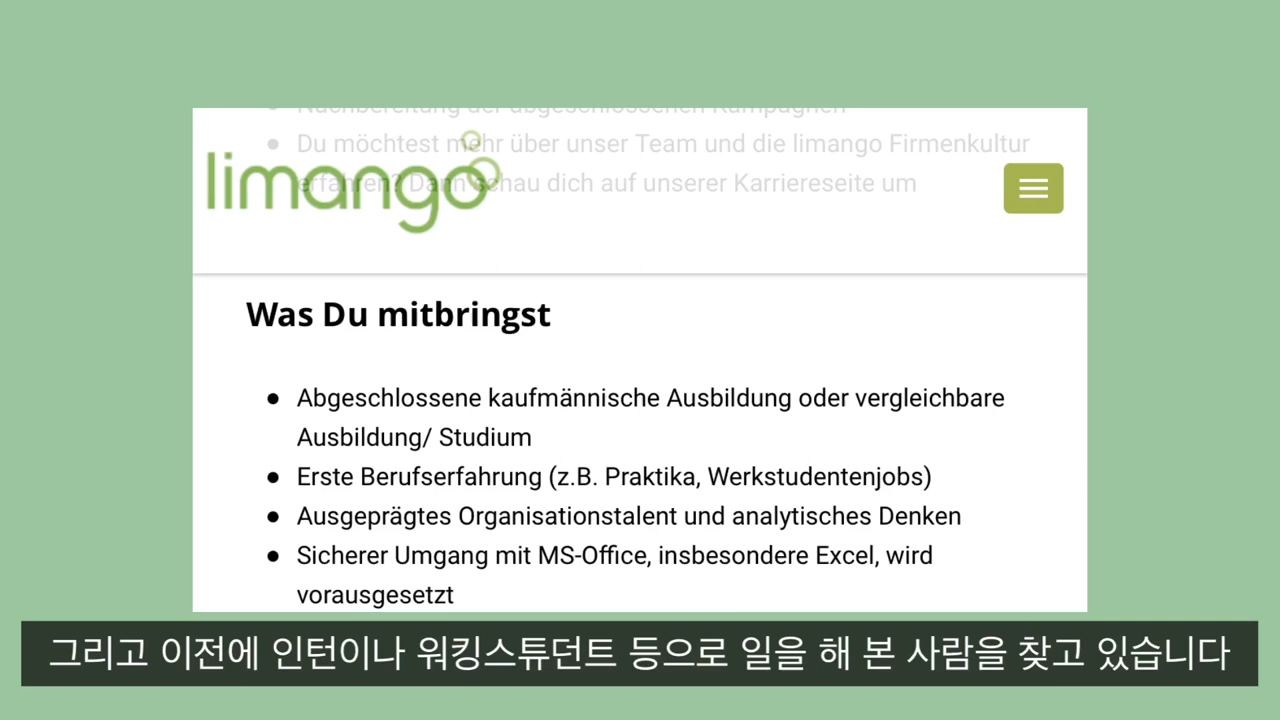 Nachbereitung der abgeschlossenen Kampagnen
Du möchtest mehr über unser Team und die limango Firmenkultur
erfahren? Dann schau dich auf unserer Karriereseite um
limango
Was Du mitbringst
Abgeschlossene kaufmännische Ausbildung oder vergleichbare
Ausbildung/ Studium
Erste Berufserfahrung (z.B. Praktika, Werkstudentenjobs)
Ausgeprägtes Organisationstalent und analytisches Denken
Sicherer Umgang mit MS-Office, insbesondere Excel, wird
vorausgesetzt
그리고 이전에 인턴이나 워킹스튜던트 등으로 일을 해 본 사람을 찾고 있습니다